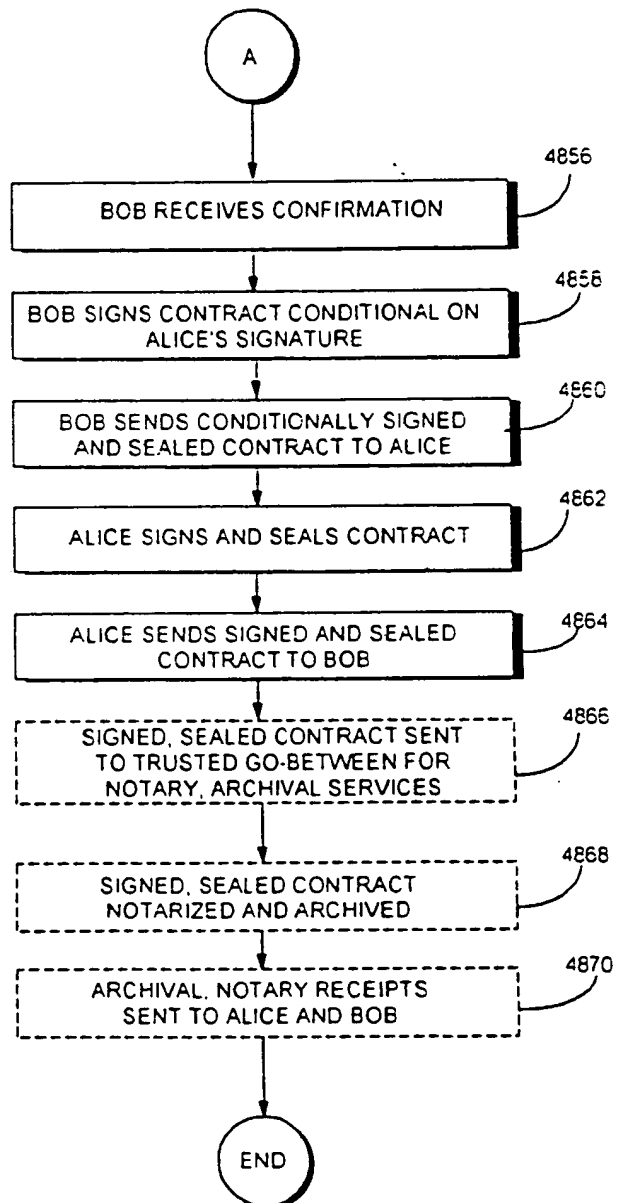 A
4856
BOB RECEIVES CONFIRMATION
4858
BOB SIGNS CONTRACT CONDITIONAL ON
ALICE'S SIGNATURE
4860
BOB SENDS CONDITIONALLY SIGNED
AND SEALED CONTRACT TO ALICE
4862
ALICE SIGNS AND SEALS CONTRACT
4864
ALICE SENDS SIGNED AND SEALED
CONTRACT TO BOB
4866
SIGNED, SEALED CONTRACT SENT
TO TRUSTED GO-BETWEEN FOR
NOTARY, ARCHIVAL SERVICES
4868
SIGNED, SEALED CONTRACT
NOTARIZED AND ARCHIVED
4870
ARCHIVAL, NOTARY RECEIPTS
SENT TO ALICE AND BOB
END